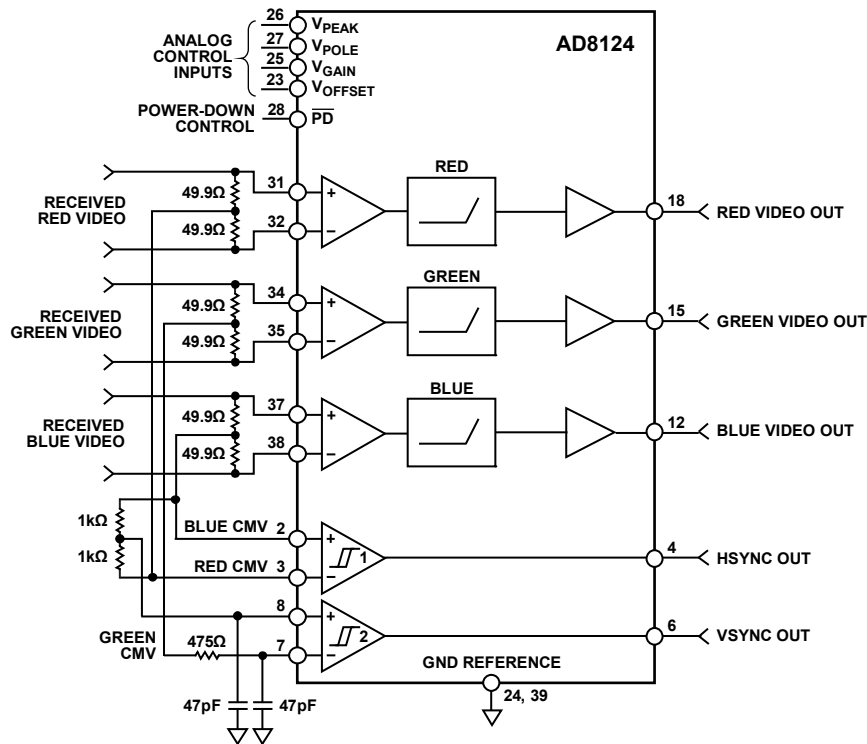 AD8124
ANALOG
CONTROL
INPUTS
26 VPEAK
27 VPOLE
25 VGAIN
23 VOFFSET
POWER-DOWN
CONTROL
28 PD
RECEIVED
RED VIDEO
49.9Ω
49.9Ω
31 +
32 −
RED
18 RED VIDEO OUT
RECEIVED
GREEN VIDEO
49.9Ω
49.9Ω
34 +
35 −
GREEN
15 GREEN VIDEO OUT
RECEIVED
BLUE VIDEO
49.9Ω
49.9Ω
37 +
38 −
BLUE
12 BLUE VIDEO OUT
1kΩ
1kΩ
BLUE CMV 2 +
RED CMV 3 −
1
4 HSYNC OUT
8 +
GREEN
CMV
475Ω
7 −
2
6 VSYNC OUT
47pF
47pF
GND REFERENCE
24, 39